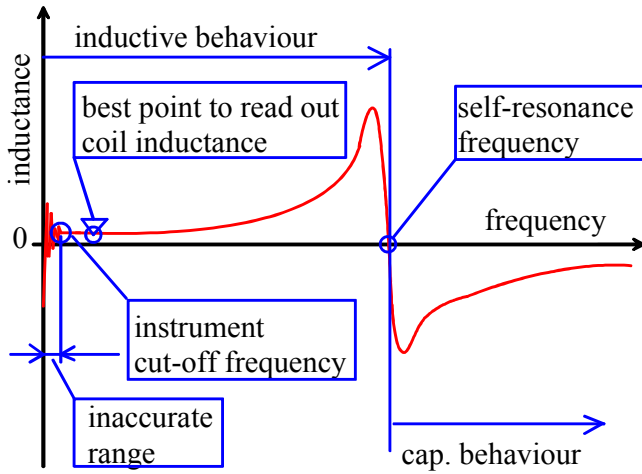 inductive behaviour
best point to read out
coil inductance
self-resonance
frequency
inductance
frequency
0
instrument
cut-off frequency
inaccurate
range
cap. behaviour